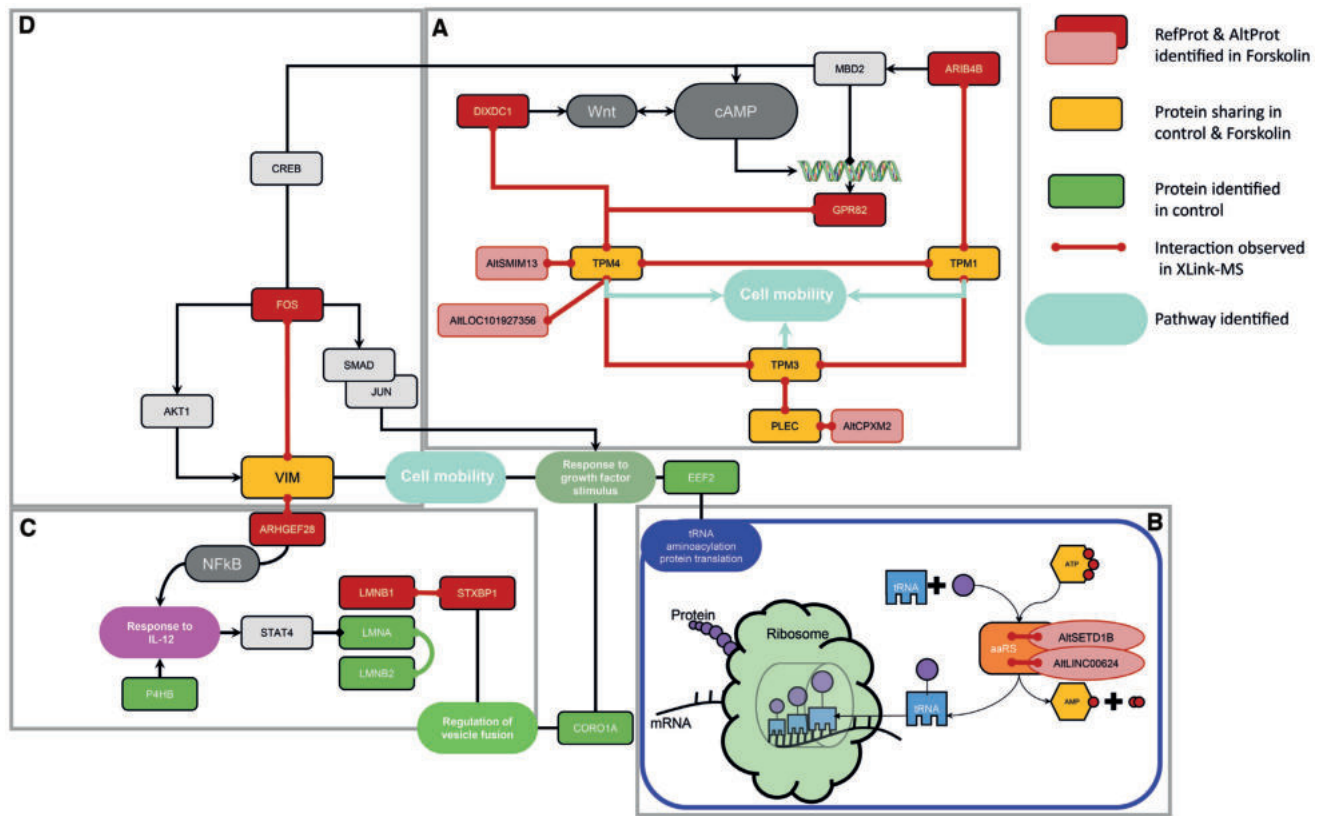 D
A
MBD2
ARIB4B
DIXDC1
Wnt
cAMP
CREB
GPR82
AltSMIM13
TPM4
TPM1
Cell mobility
AltLOC101927356
FOS
SMAD
JUN
TPM3
AKT1
PLEC
AltCPXM2
VIM
Cell mobility
Response to
growth factor
stimulus
EEF2
RefProt & AltProt
identified in Forskolin
Protein sharing in
control & Forskolin
Protein identified
in control
Interaction observed
in XLink-MS
Pathway identified
C
ARHGEF28
NFkB
LMNB1
STXBP1
Response to
IL-12
STAT4
LMNA
LMNB2
P4HB
Regulation of
vesicle fusion
CORO1A
B
tRNA
aminoacylation
protein translation
ATP
tRNA
Protein
Ribosome
aaRS
AltSETD1B
AltLINC00624
AMP
tRNA
mRNA